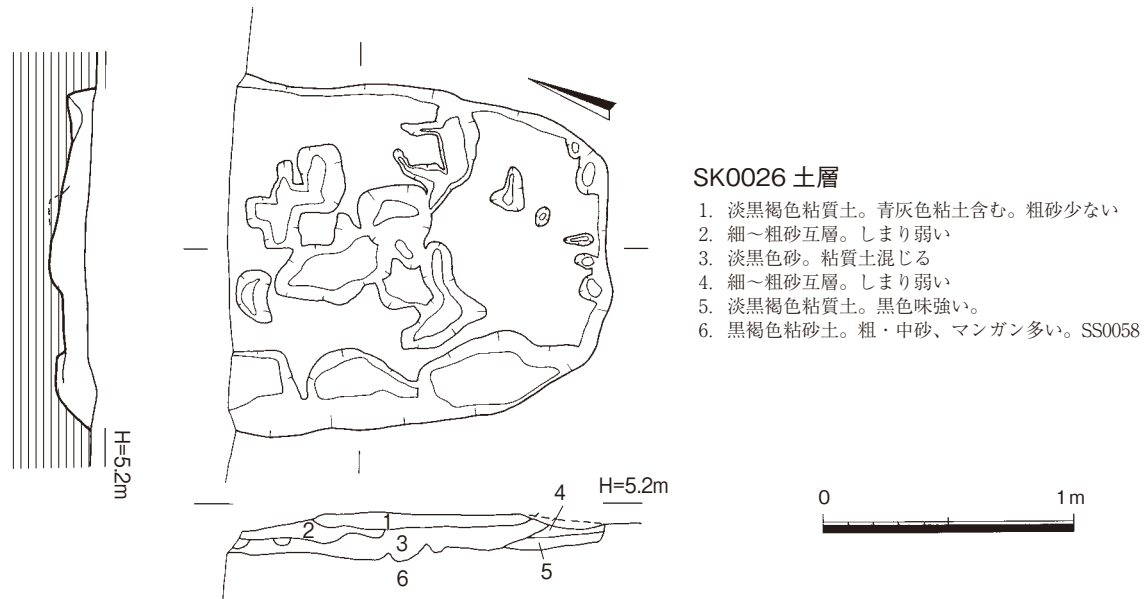 SK0026 土層
1. 淡黒褐色粘質土。青灰色粘土含む。粗砂少ない
2. 細～粗砂互層。しまり弱い
3. 淡黒色砂。粘質土混じる
4. 細～粗砂互層。しまり弱い
5. 淡黒褐色粘質土。黒色味強い。
6. 黒褐色粘砂土。粗・中砂、マンガン多い。SS0058
H=5.2m
H=5.2m
4
1
2
3
5
6
0
1m